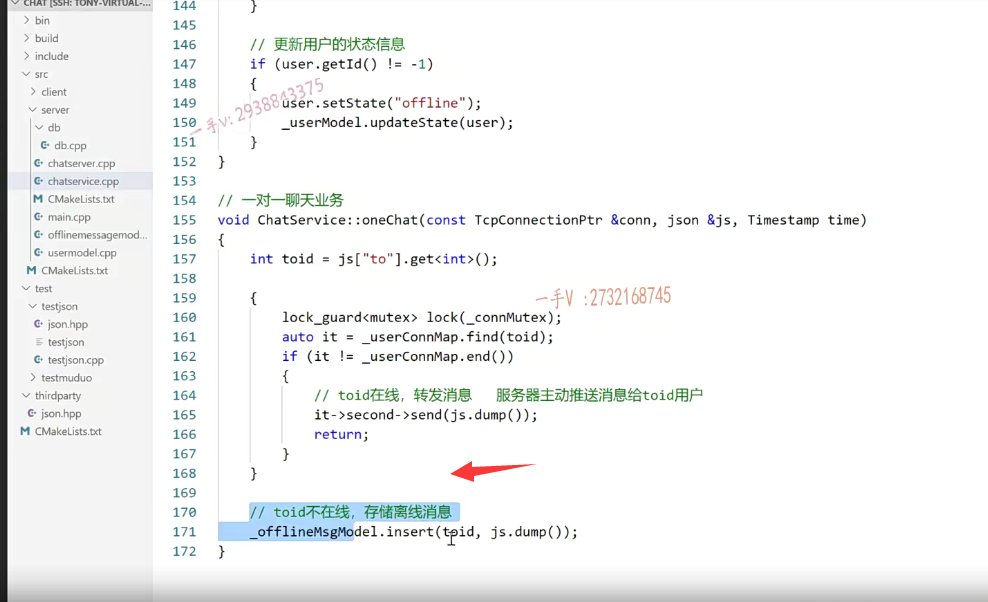 CHAT [SSH: TONY-VIRTUAL-...
bin
build
include
src
client
server
db
db.cpp
chatserver.cpp
chatservice.cpp
CMakeLists.txt
main.cpp
offlinemessagemod...
usermodel.cpp
CMakeLists.txt
test
testjson
json.hpp
testjson
testjson.cpp
testmuduo
thirdparty
json.hpp
CMakeLists.txt
144 }
145
146 // 更新用户的状态信息
147 if (user.getId() != -1)
148 {
149 user.setState("offline");
150 _userModel.updateState(user);
151 }
152 }
153
154 // 一对一聊天业务
155 void ChatService::oneChat(const TcpConnectionPtr &conn, json &js, Timestamp time)
156 {
157 int toid = js["to"].get<int>();
158
159 {
160 lock_guard<mutex> lock(_connMutex);
161 auto it = _userConnMap.find(toid);
162 if (it != _userConnMap.end())
163 {
164 // toid在线，转发消息 服务器主动推送消息给toid用户
165 it->second->send(js.dump());
166 return;
167 }
168 }
169
170 // toid不在线，存储离线消息
171 _offlineMsgModel.insert(toid, js.dump());
172 }
一手V: 2938843375
一手V :2732168745